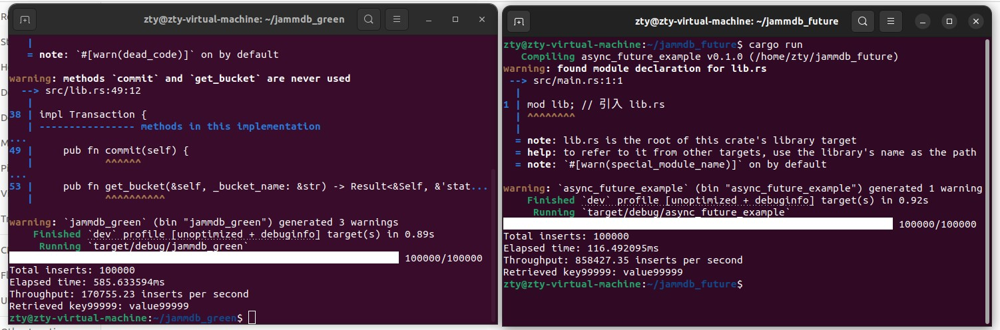 zty@zty-virtual-machine: ~/jammdb_green
|
= note: `#[warn(dead_code)]` on by default
warning: methods `commit` and `get_bucket` are never used
--> src/lib.rs:49:12
|
38 | impl Transaction {
| ---------------- methods in this implementation
...
49 | pub fn commit(self) {
| ^^^^^^
...
53 | pub fn get_bucket(&self, _bucket_name: &str) -> Result<&Self, &'stat...
| ^^^^^^^^^^
warning: `jammdb_green` (bin "jammdb_green") generated 3 warnings
Finished `dev` profile [unoptimized + debuginfo] target(s) in 0.89s
Running `target/debug/jammdb_green`
100000/100000
Total inserts: 100000
Elapsed time: 585.633594ms
Throughput: 170755.23 inserts per second
Retrieved key99999: value99999
zty@zty-virtual-machine:~/jammdb_green$
zty@zty-virtual-machine: ~/jammdb_future
zty@zty-virtual-machine:~/jammdb_future$ cargo run
Compiling async_future_example v0.1.0 (/home/zty/jammdb_future)
warning: found module declaration for lib.rs
--> src/main.rs:1:1
|
1 | mod lib; // 引入 lib.rs
| ^^^^^^^^
|
= note: lib.rs is the root of this crate's library target
= help: to refer to it from other targets, use the library's name as the path
= note: `#[warn(special_module_name)]` on by default
warning: `async_future_example` (bin "async_future_example") generated 1 warning
Finished `dev` profile [unoptimized + debuginfo] target(s) in 0.92s
Running `target/debug/async_future_example`
100000/100000
Total inserts: 100000
Elapsed time: 116.492095ms
Throughput: 858427.35 inserts per second
Retrieved key99999: value99999
zty@zty-virtual-machine:~/jammdb_future$